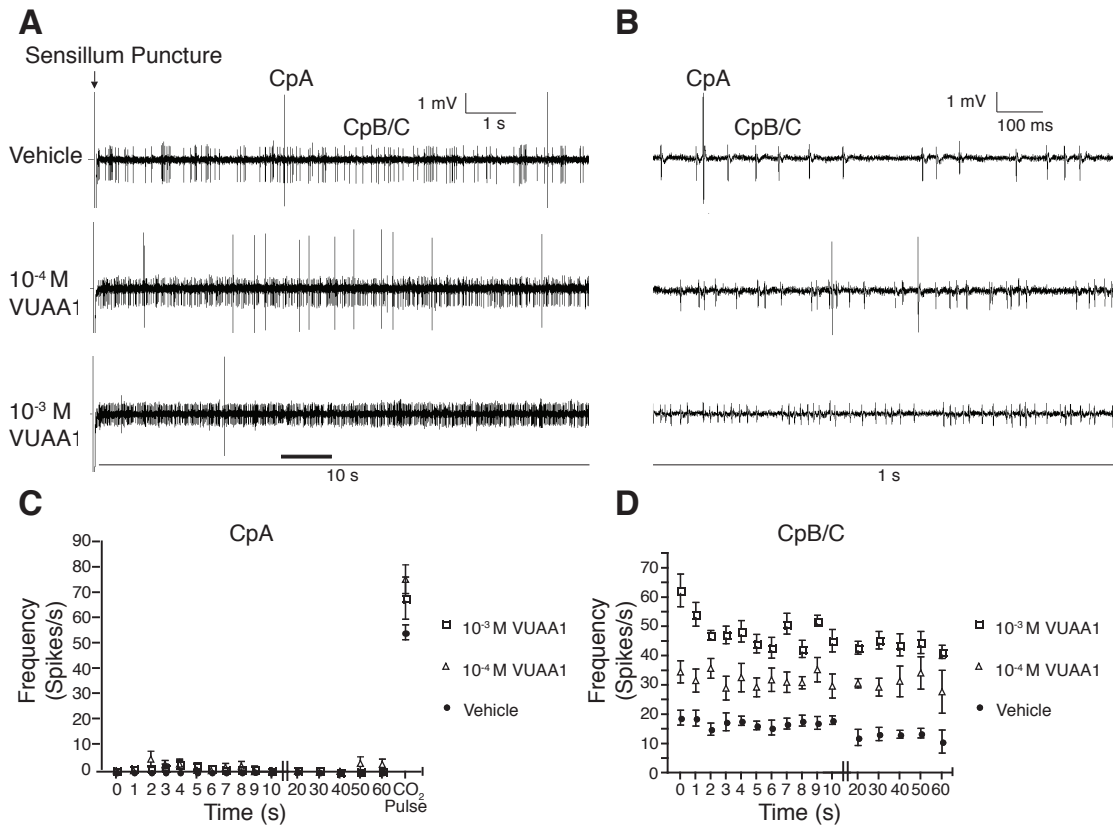 A
B
Sensillum Puncture
CpA
1 mV
1 s
CpB/C
Vehicle
CpA
1 mV
100 ms
CpB/C
10⁻⁴ M
VUAA1
10⁻³ M
VUAA1
10 s
1 s
C
CpA
Frequency
(Spikes/s)
90
80
70
60
50
40
30
20
10
0
0 1 2 3 4 5 6 7 8 9 10 20 30 40 50 60 CO₂
Pulse
Time (s)
10⁻³ M VUAA1
10⁻⁴ M VUAA1
Vehicle
D
CpB/C
Frequency
(Spikes/s)
70
60
50
40
30
20
10
0
0 1 2 3 4 5 6 7 8 9 10 20 30 40 50 60
Time (s)
10⁻³ M VUAA1
10⁻⁴ M VUAA1
Vehicle